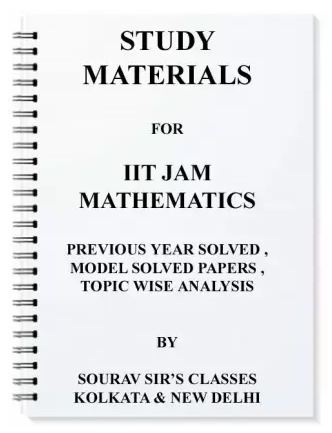 STUDY
MATERIALS
FOR
IIT JAM
MATHEMATICS
PREVIOUS YEAR SOLVED ,
MODEL SOLVED PAPERS ,
TOPIC WISE ANALYSIS
BY
SOURAV SIR'S CLASSES
KOLKATA & NEW DELHI